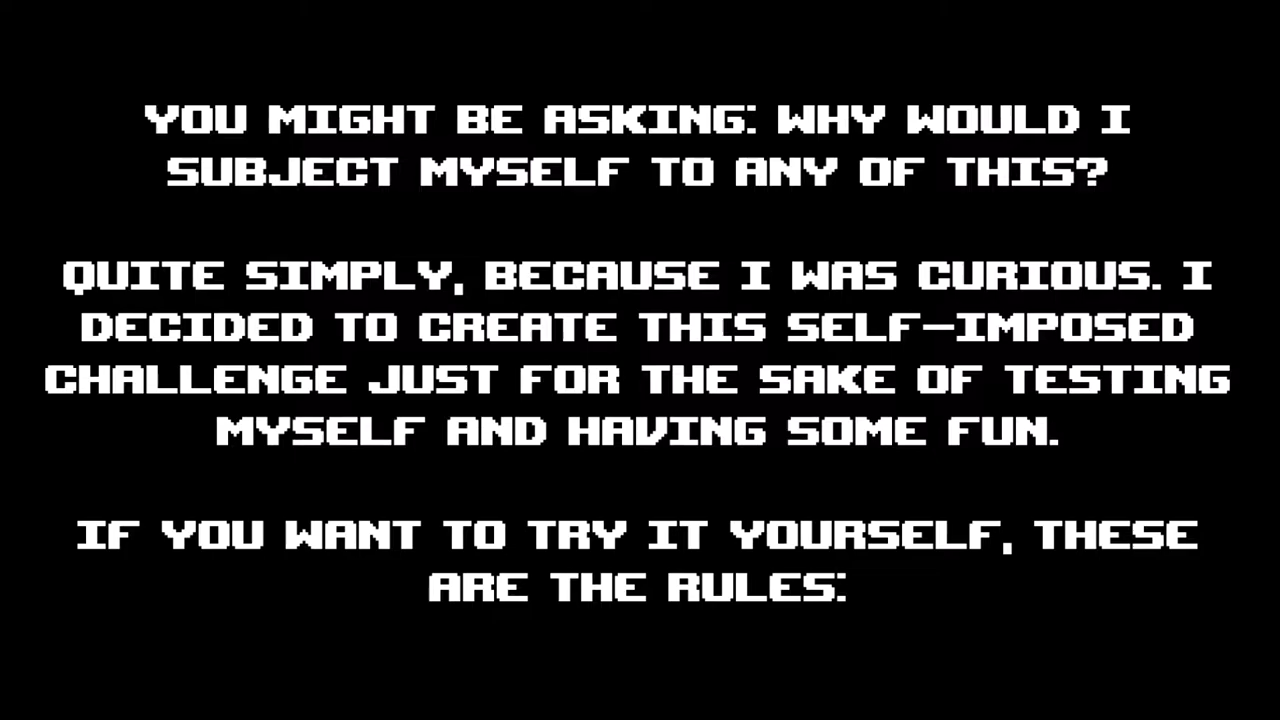 YOU MIGHT BE ASKING: WHY WOULD I
SUBJECT MYSELF TO ANY OF THIS?
QUITE SIMPLY, BECAUSE I WAS CURIOUS. I
DECIDED TO CREATE THIS SELF-IMPOSED
CHALLENGE JUST FOR THE SAKE OF TESTING
MYSELF AND HAVING SOME FUN.
IF YOU WANT TO TRY IT YOURSELF, THESE
ARE THE RULES: